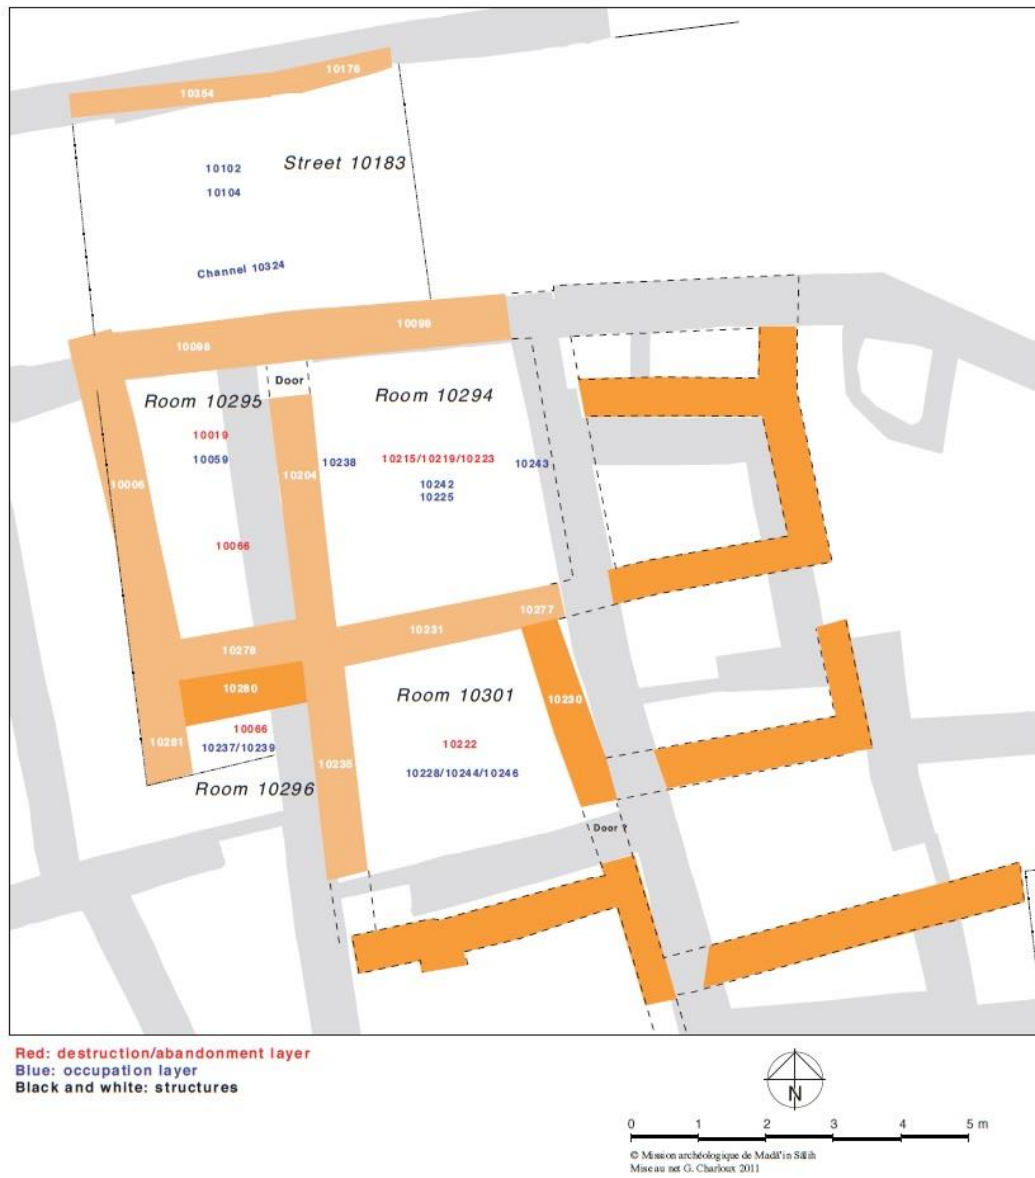 10176
10354
Street 10183
10102
10104
Channel 10324
10098
10098
Door
Room 10295
Room 10294
10019
10059
10238
10215/10219/10223
10243
10204
10242
10225
10006
10066
10277
10231
10278
10280
Room 10301
10230
10066
10222
10281
10237/10239
10235
10228/10244/10246
Room 10296
Door ?
Red: destruction/abandonment layer
Blue: occupation layer
Black and white: structures
N
0 1 2 3 4 5 m
© Mission archéologique de Madâ'in Sâlih
Mise au net G. Charloux 2011